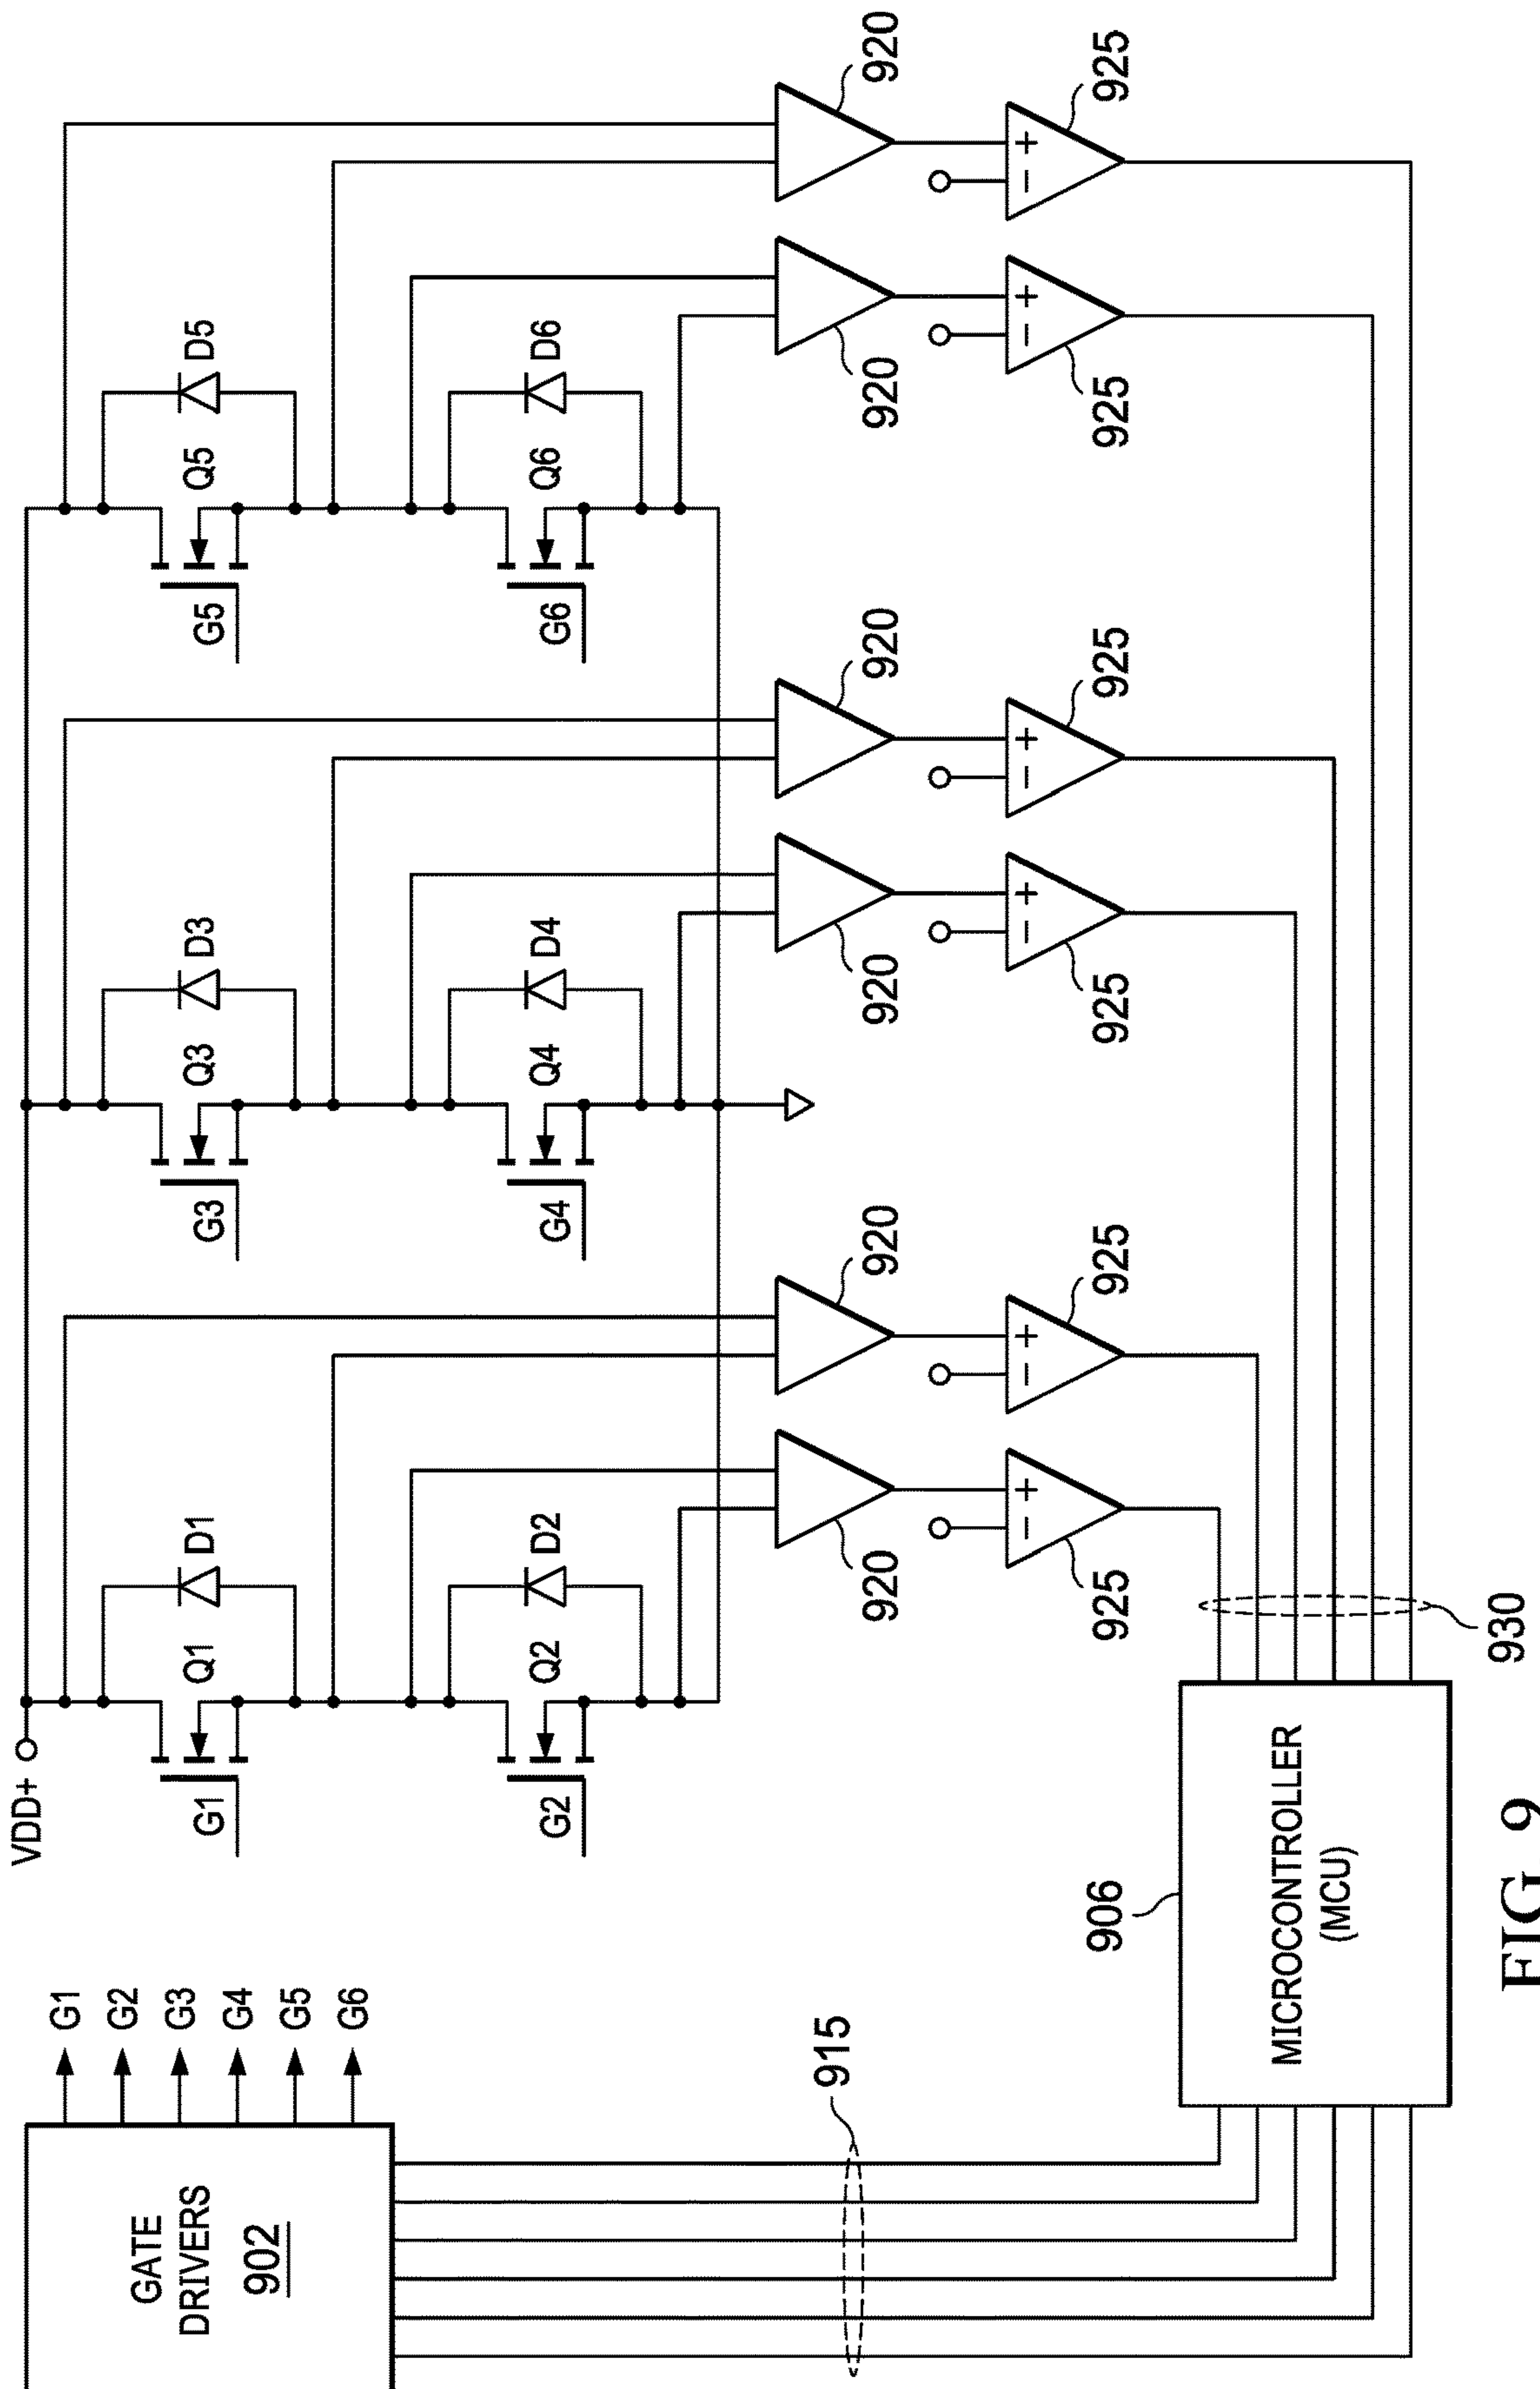 GATE
DRIVERS
902
G1
G2
G3
G4
G5
G6
915
VDD+
G1
Q1
D1
G2
Q2
D2
G3
Q3
D3
G4
Q4
D4
G5
Q5
D5
G6
Q6
D6
920
920
920
920
920
920
+
−
+
−
+
−
+
−
+
−
+
−
925
925
925
925
925
925
906
MICROCONTROLLER
(MCU)
930
FIG. 9